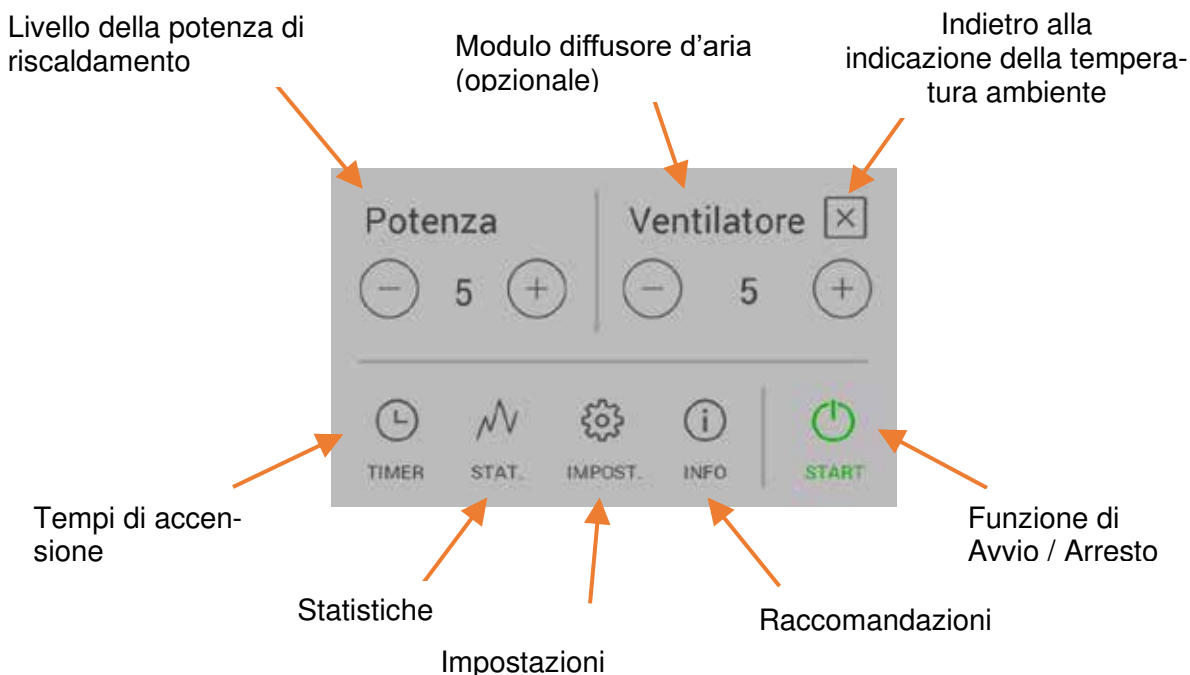 Livello della potenza di
riscaldamento
Modulo diffusore d’aria
(opzionale)
Indietro alla
indicazione della tempera-
tura ambiente
Potenza
Ventilatore
5
5
TIMER
STAT.
IMPOST.
INFO
START
Tempi di accen-
sione
Statistiche
Impostazioni
Raccomandazioni
Funzione di
Avvio / Arresto